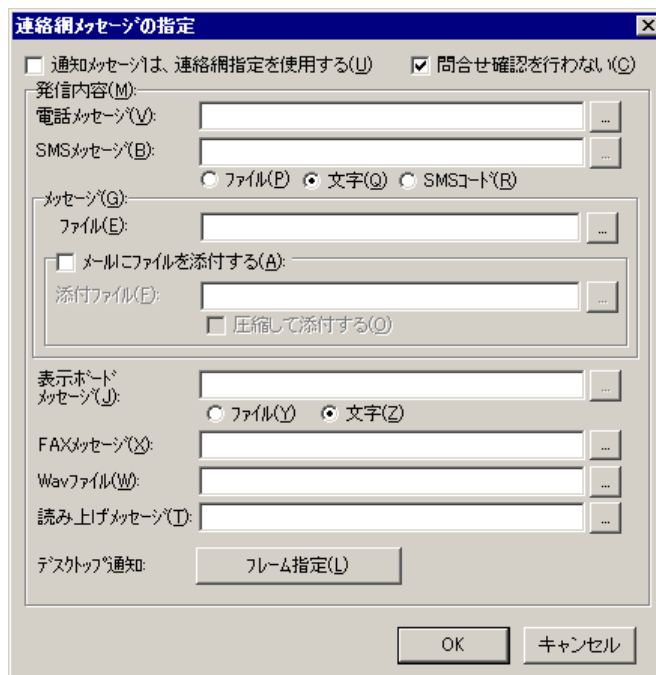 連絡網ﾒｯｾｰｼﾞの指定
通知ﾒｯｾｰｼﾞは、連絡網指定を使用する(U)
問合せ確認を行わない(C)
発信内容(M):
電話ﾒｯｾｰｼﾞ(V):
...
SMSﾒｯｾｰｼﾞ(B):
...
ﾌｧｲﾙ(P) 文字(Q) SMSｺｰﾄﾞ(R)
ﾒｯｾｰｼﾞ(G):
ﾌｧｲﾙ(E):
...
ﾒｰﾙにﾌｧｲﾙを添付する(A):
添付ﾌｧｲﾙ(F):
...
圧縮して添付する(O)
表示ﾎﾞｰﾄﾞ
ﾒｯｾｰｼﾞ(J):
...
ﾌｧｲﾙ(Y) 文字(Z)
FAXﾒｯｾｰｼﾞ(X):
...
Wavﾌｧｲﾙ(W):
...
読み上げﾒｯｾｰｼﾞ(T):
...
ﾃﾞｽｸﾄｯﾌﾟ通知:
ﾌﾚｰﾑ指定(L)
OK
キャンセル